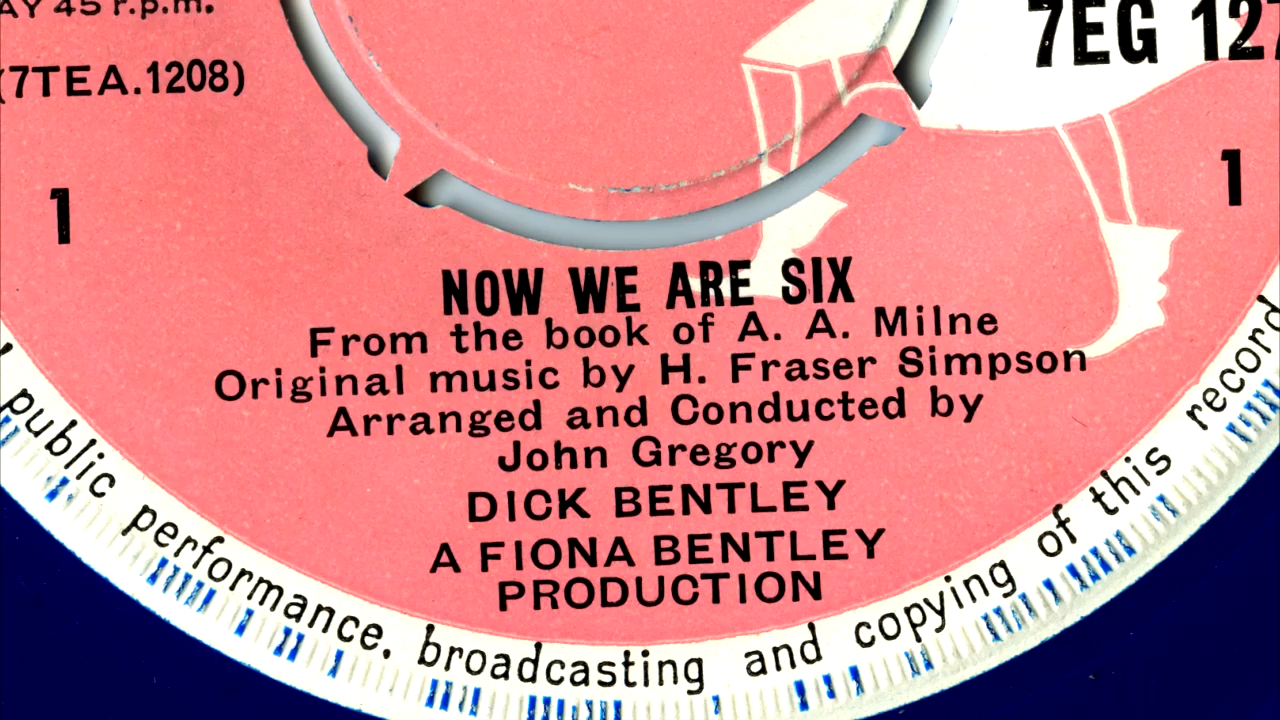 AY 45 r.p.m.
7EG 127
(7TEA.1208)
1
1
NOW WE ARE SIX
From the book of A. A. Milne
Original music by H. Fraser Simpson
Arranged and Conducted by
John Gregory
DICK BENTLEY
A FIONA BENTLEY
PRODUCTION
public performance, broadcasting and copying of this record